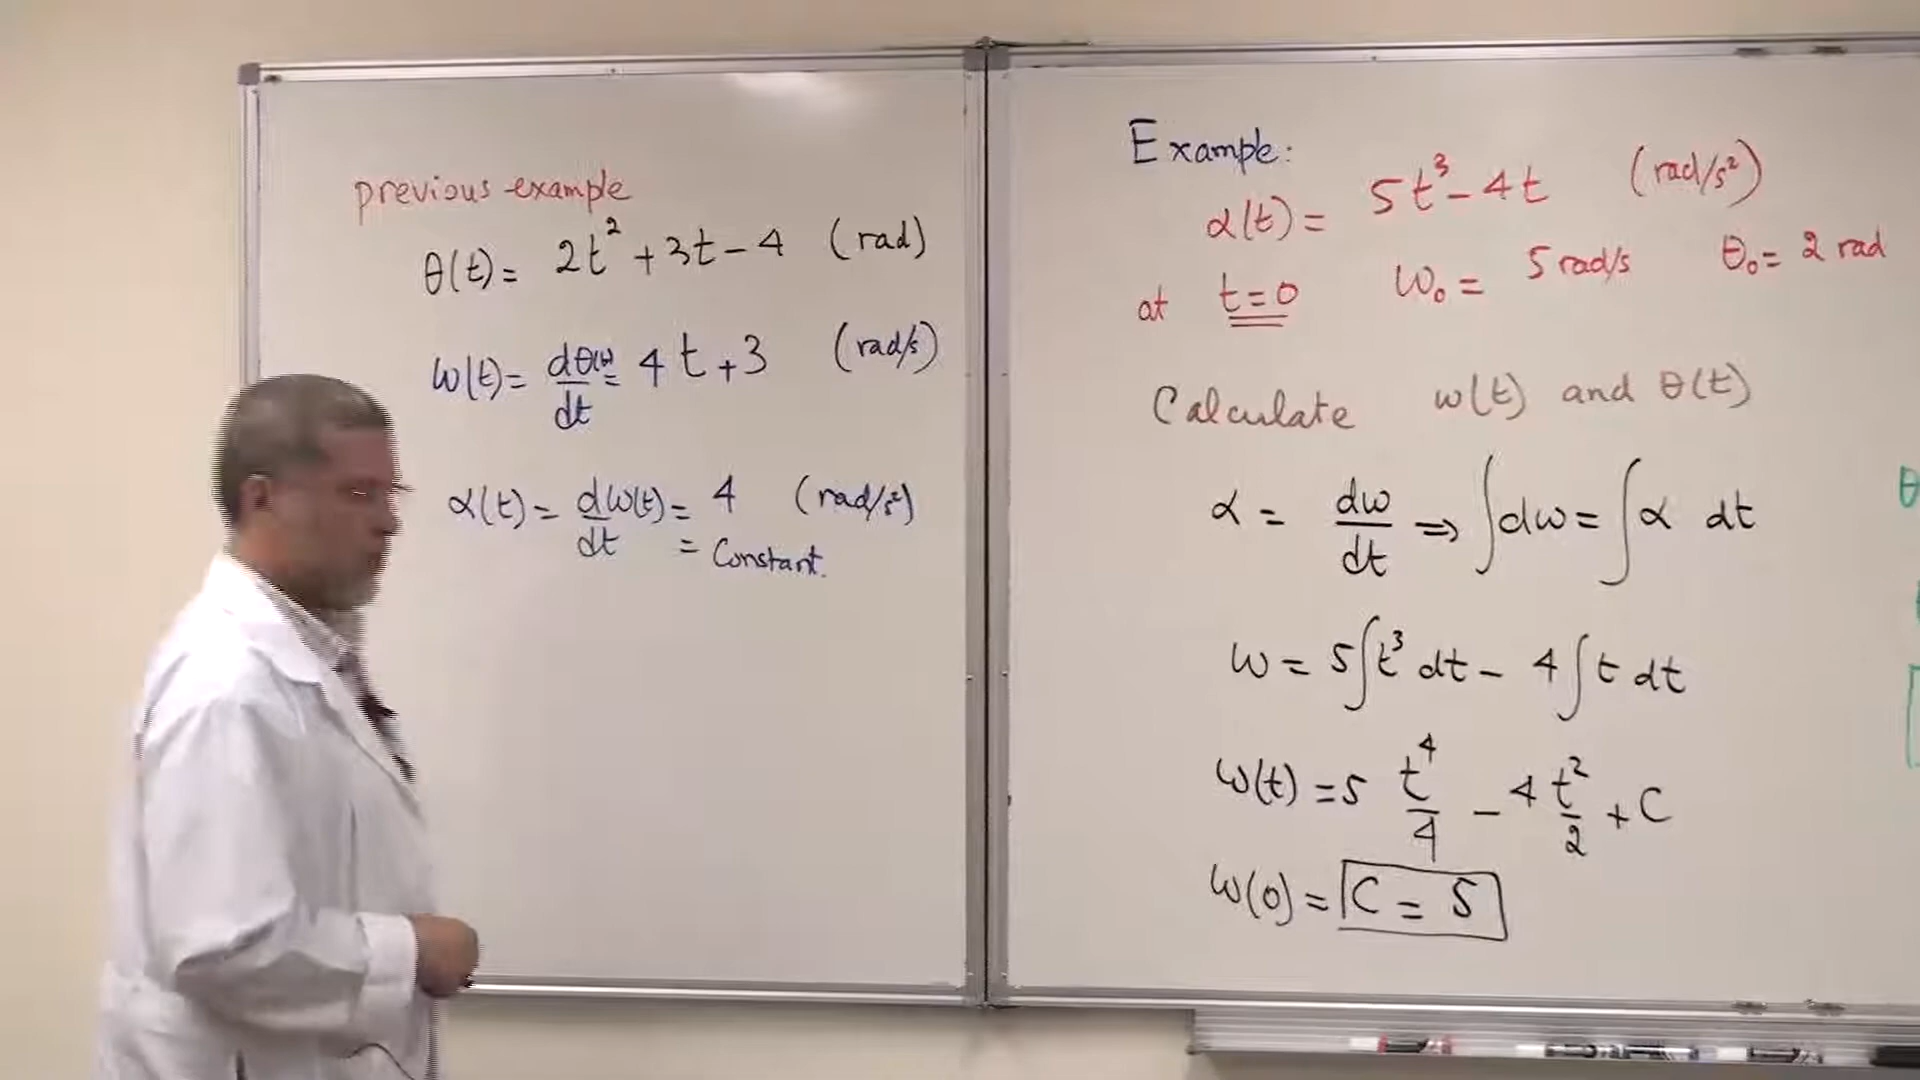 previous example
θ(t) = 2t² + 3t - 4 (rad)
ω(t) = dθ(t)/dt = 4t + 3 (rad/s)
α(t) = dω(t)/dt = 4 (rad/s²)
= Constant.
Example:
α(t) = 5t³ - 4t (rad/s²)
at t = 0 ω₀ = 5 rad/s θ₀ = 2 rad
Calculate ω(t) and θ(t)
α = dω/dt ⇒ ∫dω = ∫α dt
ω = 5∫t³ dt - 4∫t dt
ω(t) = 5 t⁴/4 - 4 t²/2 + C
ω(0) = C = 5
θ